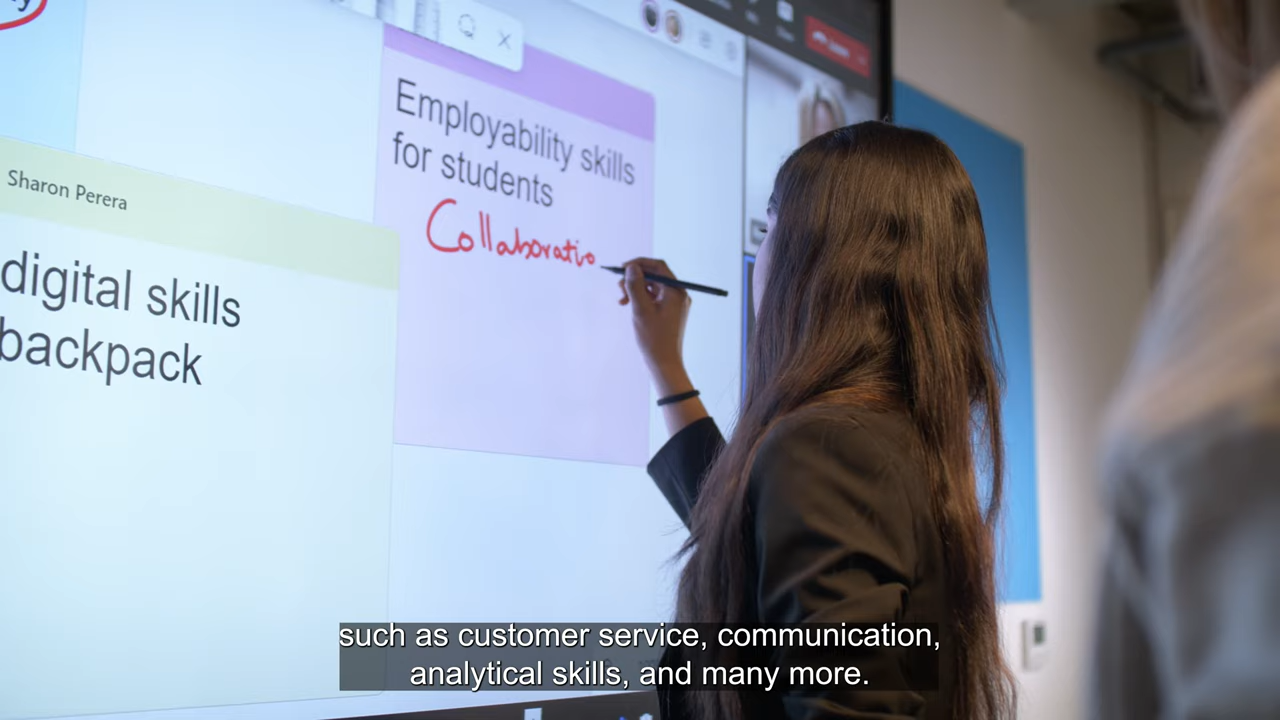 Sharon Perera
digital skills
backpack
Employability skills
for students
Collaboratio
such as customer service, communication,
analytical skills, and many more.